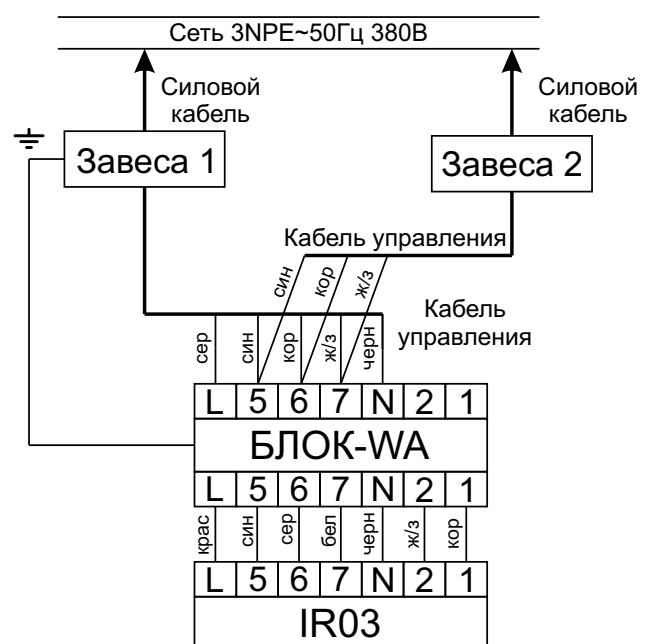 Сеть 3NPE~50Гц 380В
Силовой
кабель
Силовой
кабель
Завеса 1
Завеса 2
Кабель управления
син
кор
ж/з
Кабель
управления
сер
син
кор
ж/з
черн
L 5 6 7 N 2 1
БЛОК-WA
L 5 6 7 N 2 1
крас
син
сер
бел
черн
ж/з
кор
L 5 6 7 N 2 1
IR03